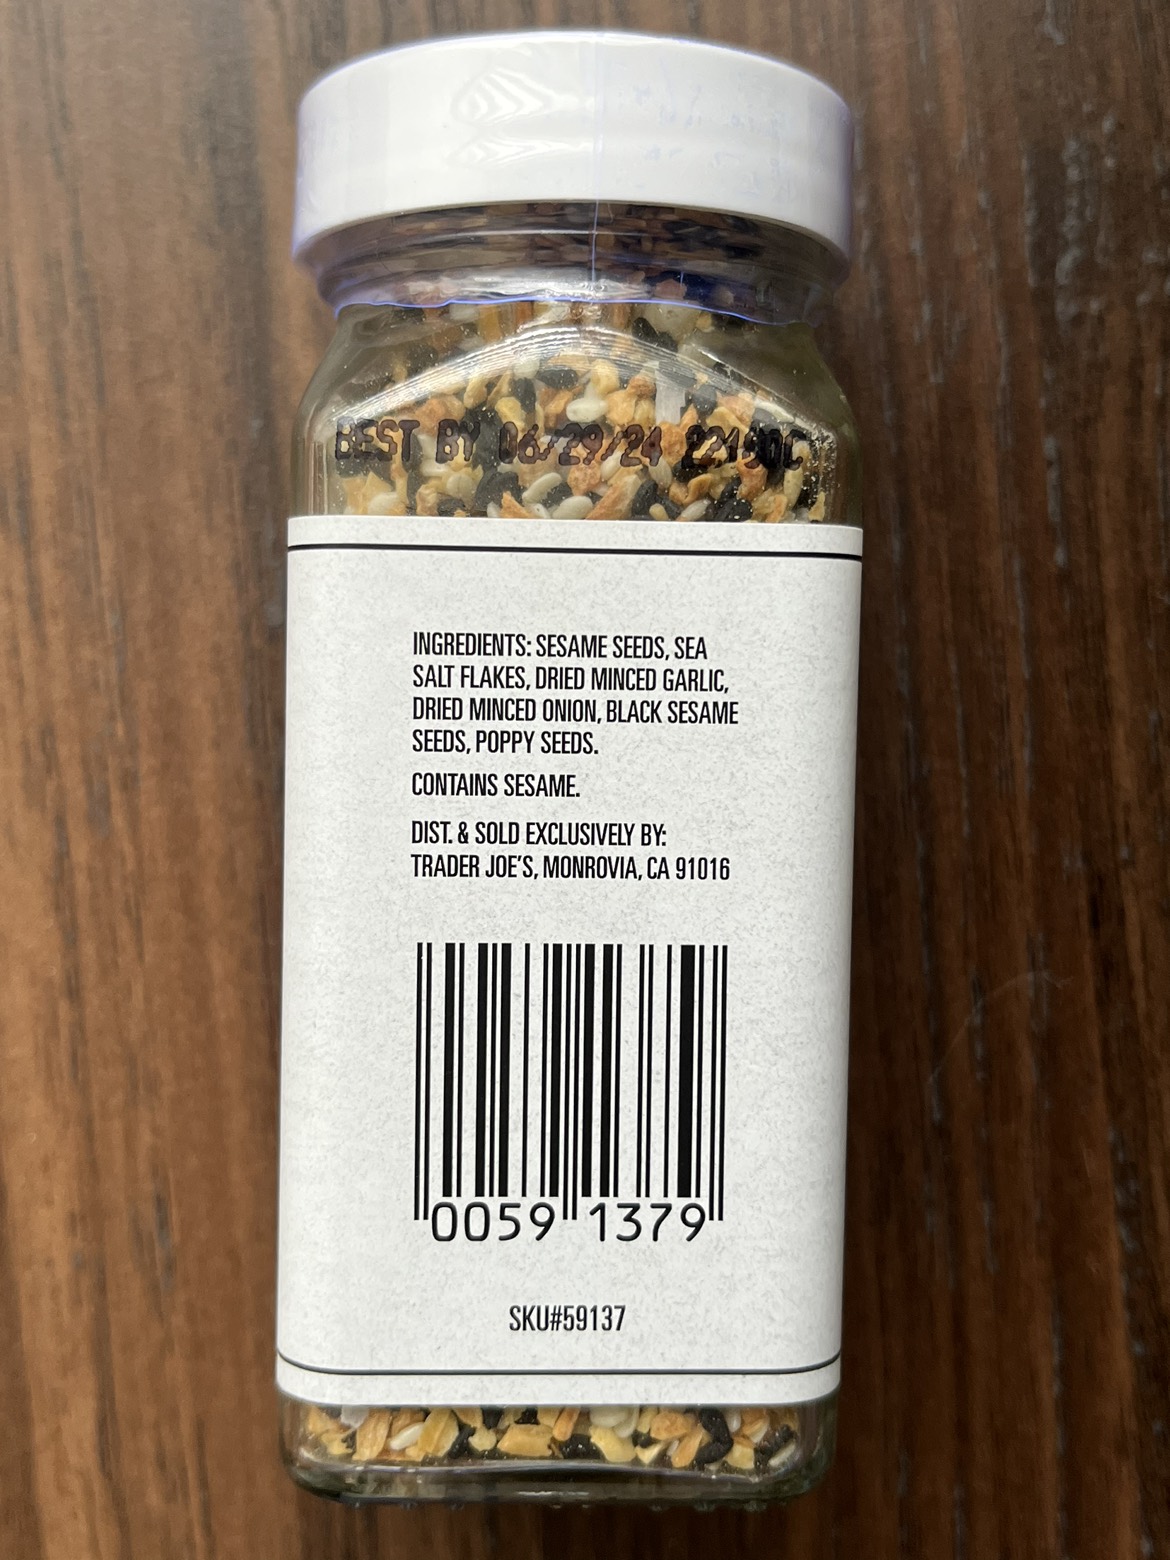 BEST BY 06/29/24 22190C
INGREDIENTS: SESAME SEEDS, SEA
SALT FLAKES, DRIED MINCED GARLIC,
DRIED MINCED ONION, BLACK SESAME
SEEDS, POPPY SEEDS.
CONTAINS SESAME.
DIST. & SOLD EXCLUSIVELY BY:
TRADER JOE'S, MONROVIA, CA 91016
0059 1379
SKU#59137